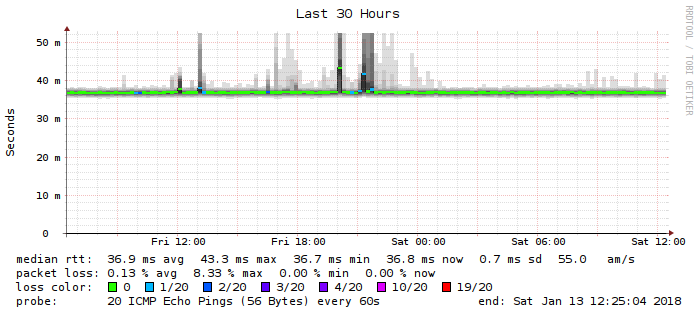 Last 30 Hours
RRDTOOL / TOBI OETIKER
Seconds
50 m
40 m
30 m
20 m
10 m
0
Fri 12:00 Fri 18:00 Sat 00:00 Sat 06:00 Sat 12:00
median rtt: 36.9 ms avg 43.3 ms max 36.7 ms min 36.8 ms now 0.7 ms sd 55.0 am/s
packet loss: 0.13 % avg 8.33 % max 0.00 % min 0.00 % now
loss color: 0 1/20 2/20 3/20 4/20 10/20 19/20
probe: 20 ICMP Echo Pings (56 Bytes) every 60s end: Sat Jan 13 12:25:04 2018